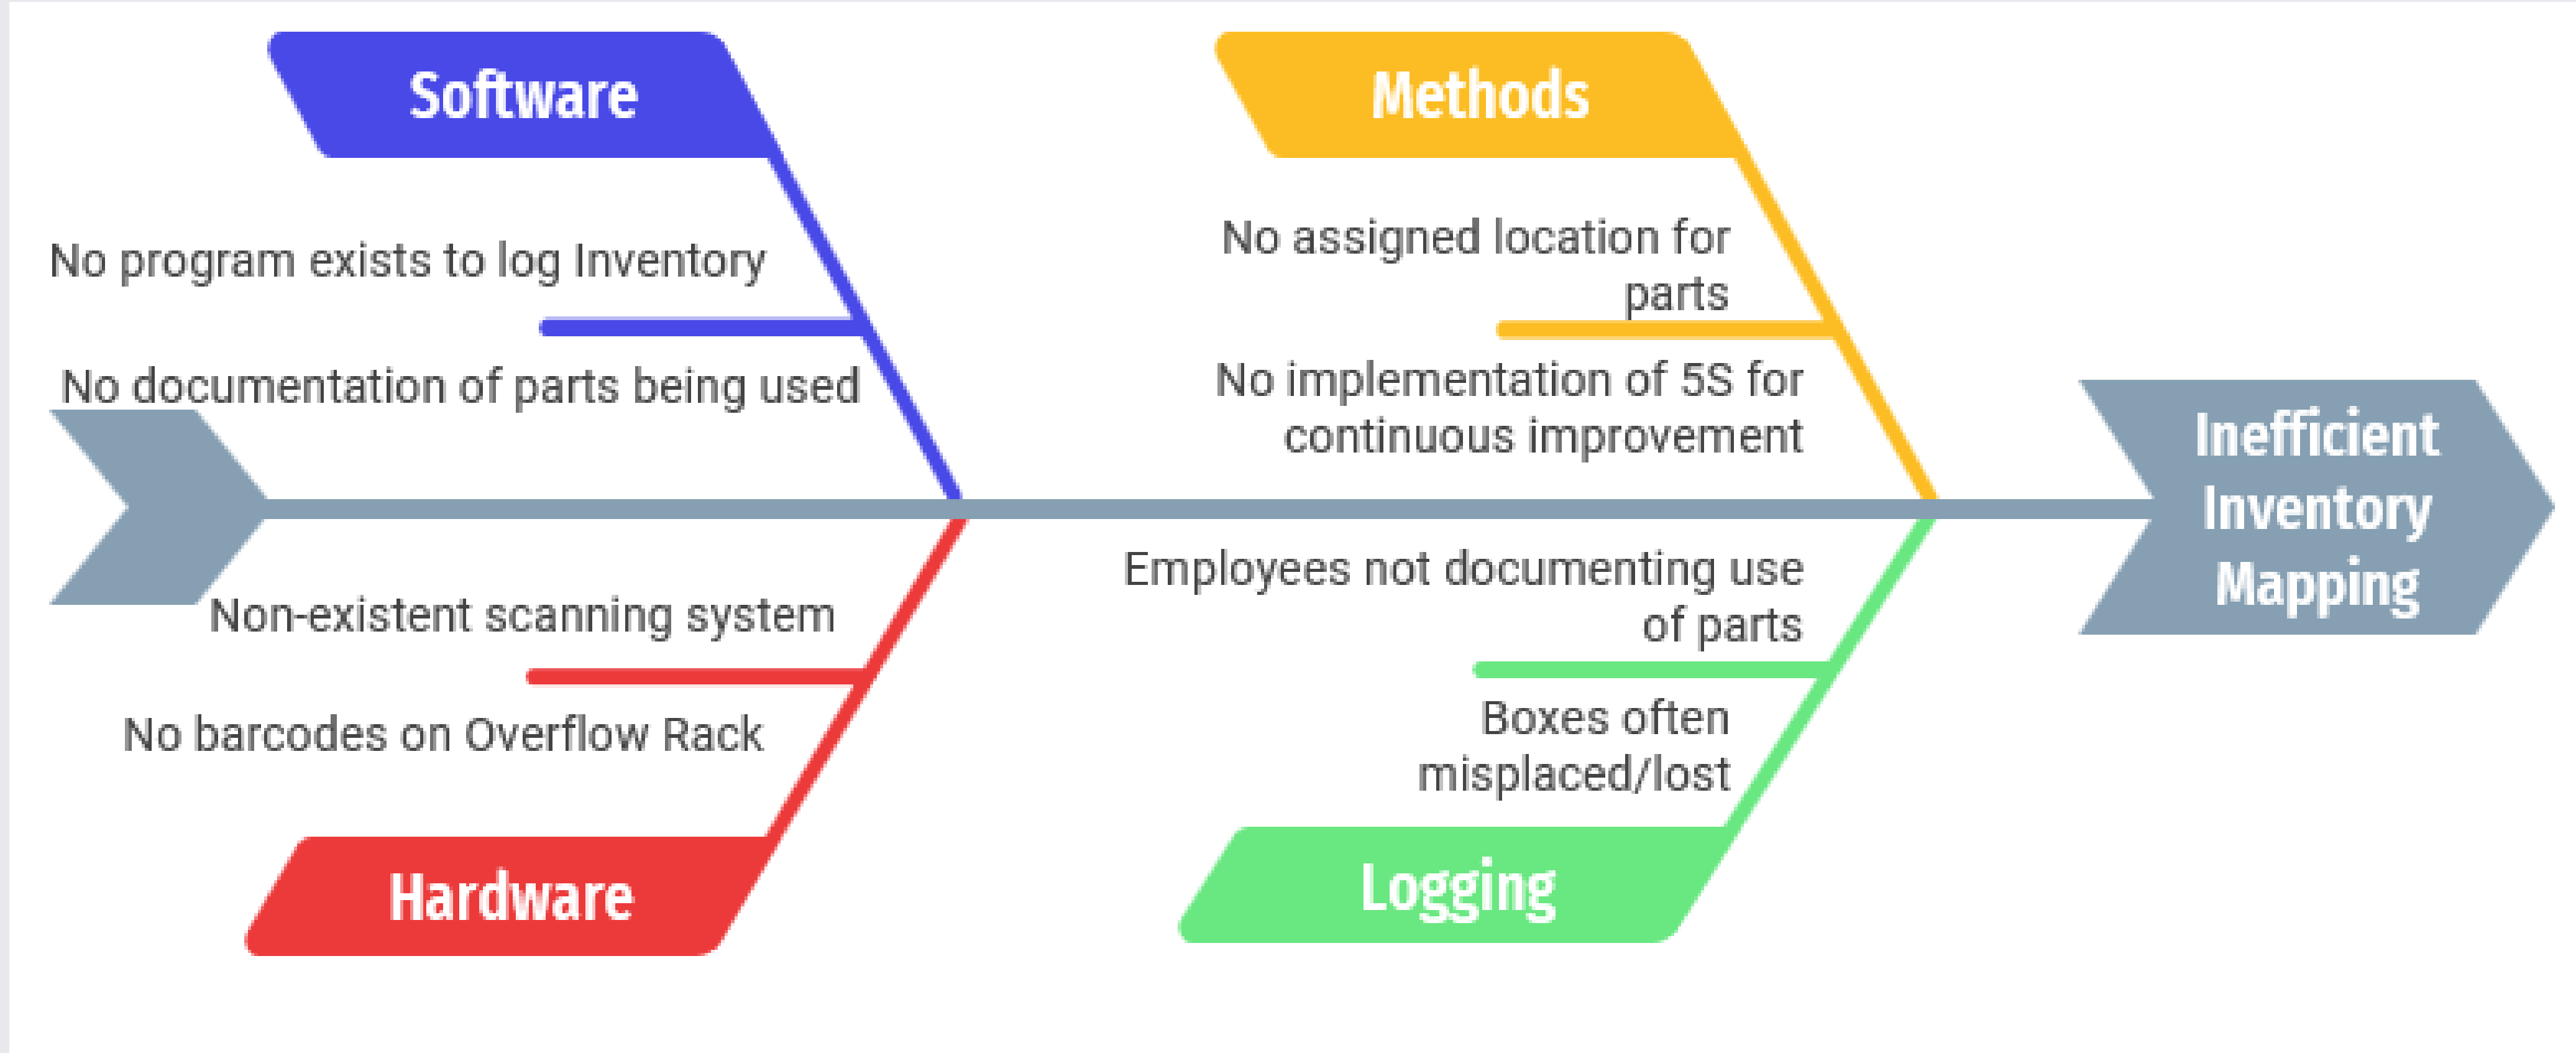 Software
No program exists to log Inventory
No documentation of parts being used
Methods
No assigned location for
parts
No implementation of 5S for
continuous improvement
Inefficient
Inventory
Mapping
Non-existent scanning system
No barcodes on Overflow Rack
Hardware
Employees not documenting use
of parts
Boxes often
misplaced/lost
Logging